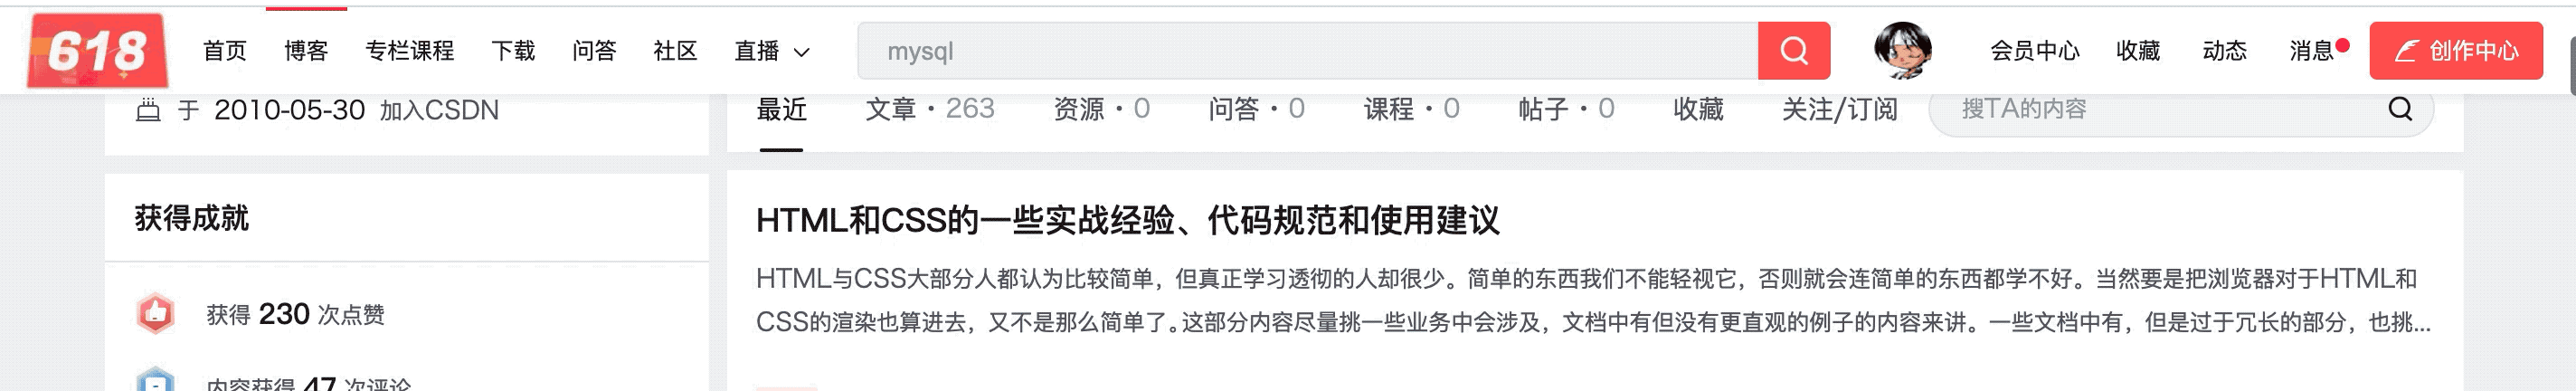 618 首页 博客 专栏课程 下载 问答 社区 直播 mysql 会员中心 收藏 动态 消息 创作中心
于 2010-05-30 加入CSDN
最近 文章·263 资源·0 问答·0 课程·0 帖子·0 收藏 关注/订阅 搜TA的内容
获得成就
获得 230 次点赞
内容获得 47 次评论
HTML和CSS的一些实战经验、代码规范和使用建议
HTML与CSS大部分人都认为比较简单，但真正学习透彻的人却很少。简单的东西我们不能轻视它，否则就会连简单的东西都学不好。当然要是把浏览器对于HTML和
CSS的渲染也算进去，又不是那么简单了。这部分内容尽量挑一些业务中会涉及，文档中有但没有更直观的例子的内容来讲。一些文档中有，但是过于冗长的部分，也挑...